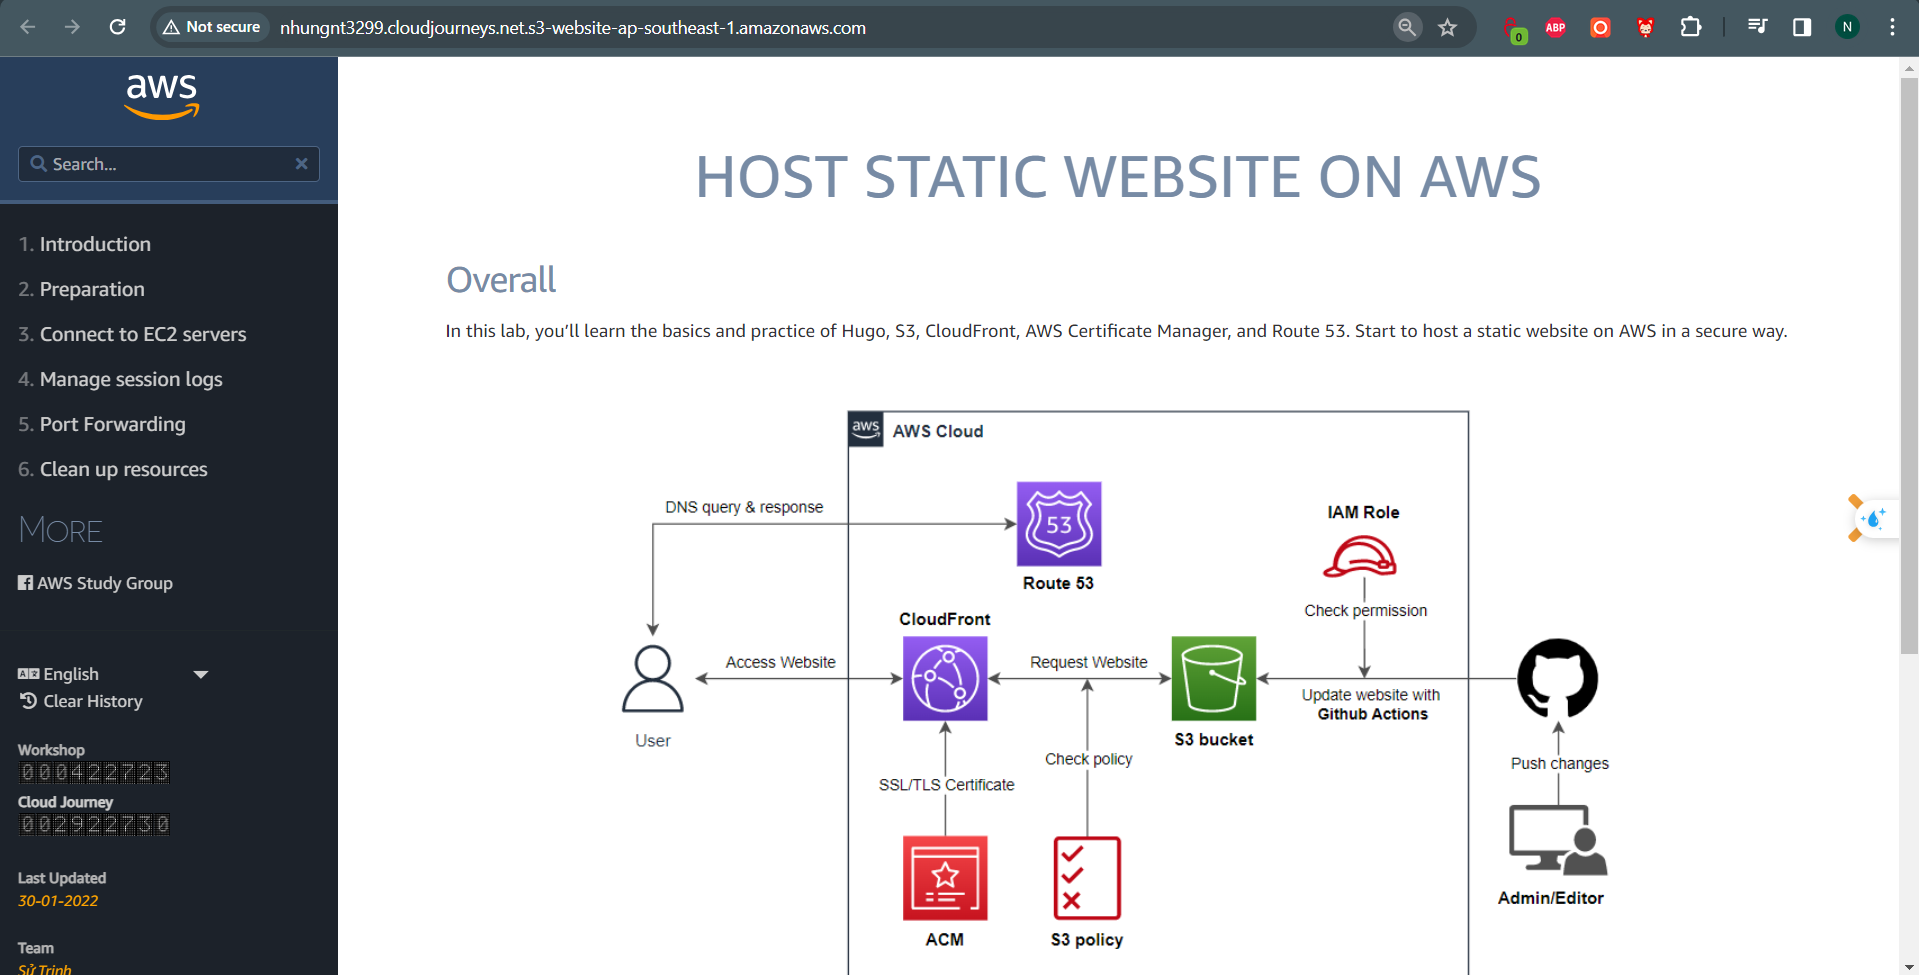 Not secure
nhungnt3299.cloudjourneys.net.s3-website-ap-southeast-1.amazonaws.com
0
ABP
N
aws
Search...
1. Introduction
2. Preparation
3. Connect to EC2 servers
4. Manage session logs
5. Port Forwarding
6. Clean up resources
MORE
AWS Study Group
English
Clear History
Workshop
000422723
Cloud Journey
002922730
Last Updated
30-01-2022
Team
Sử Trịnh
HOST STATIC WEBSITE ON AWS
Overall
In this lab, you’ll learn the basics and practice of Hugo, S3, CloudFront, AWS Certificate Manager, and Route 53. Start to host a static website on AWS in a secure way.
aws
AWS Cloud
DNS query & response
53
Route 53
IAM Role
Check permission
CloudFront
Access Website
Request Website
Update website with
Github Actions
User
S3 bucket
Check policy
SSL/TLS Certificate
Push changes
ACM
S3 policy
Admin/Editor